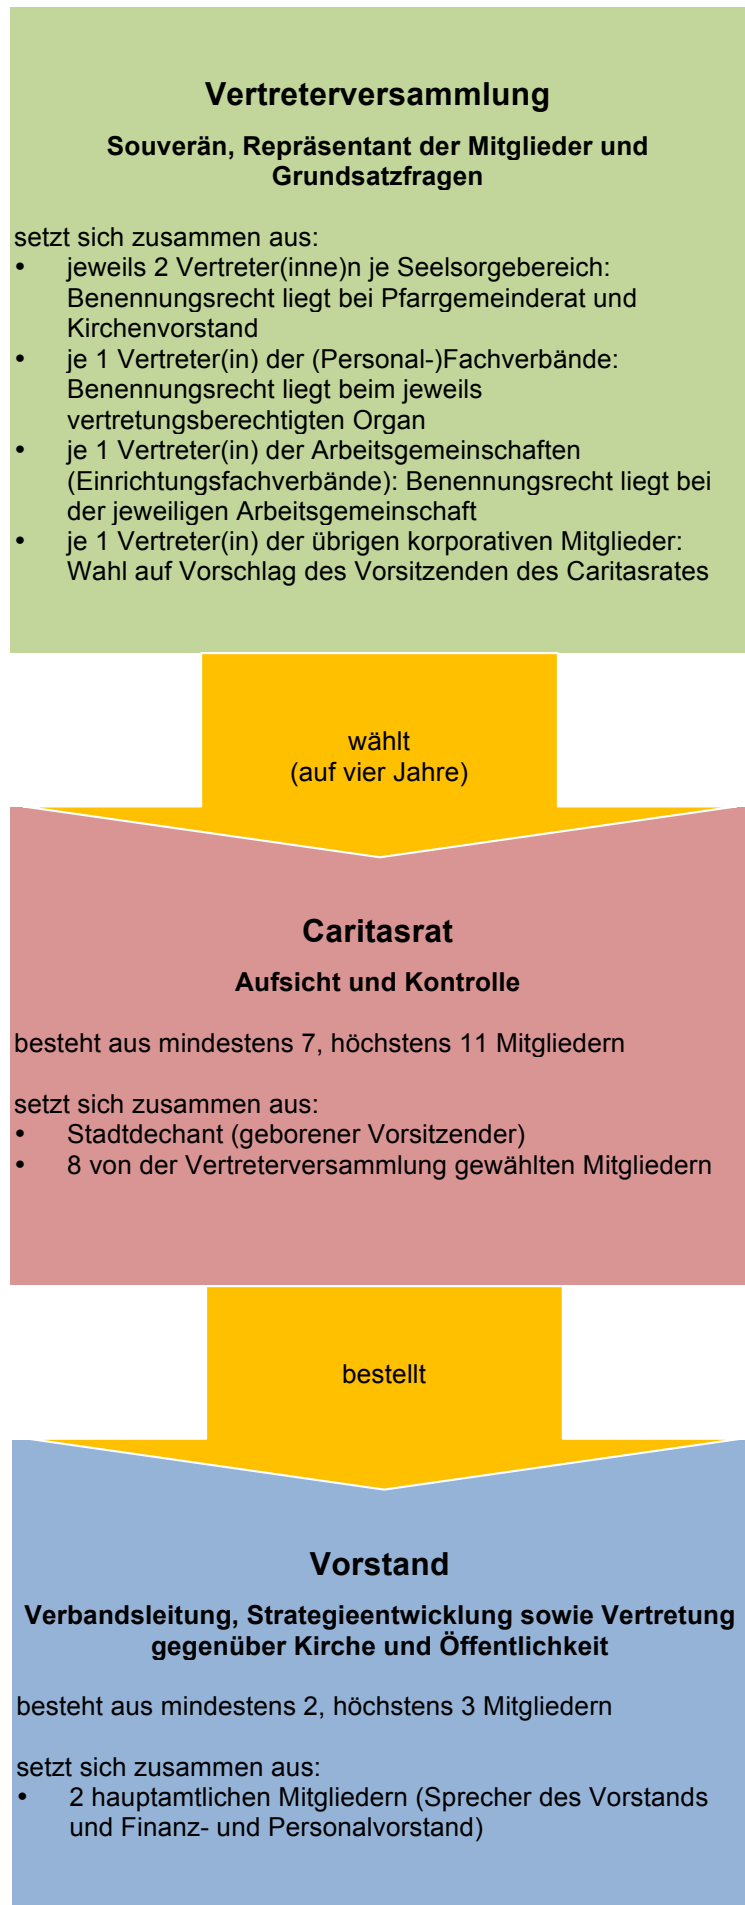 Vertreterversammlung
Souverän, Repräsentant der Mitglieder und
Grundsatzfragen
setzt sich zusammen aus:
• jeweils 2 Vertreter(inne)n je Seelsorgebereich:
Benennungsrecht liegt bei Pfarrgemeinderat und
Kirchenvorstand
• je 1 Vertreter(in) der (Personal-)Fachverbände:
Benennungsrecht liegt beim jeweils
vertretungsberechtigten Organ
• je 1 Vertreter(in) der Arbeitsgemeinschaften
(Einrichtungsfachverbände): Benennungsrecht liegt bei
der jeweiligen Arbeitsgemeinschaft
• je 1 Vertreter(in) der übrigen korporativen Mitglieder:
Wahl auf Vorschlag des Vorsitzenden des Caritasrates
wählt
(auf vier Jahre)
Caritasrat
Aufsicht und Kontrolle
besteht aus mindestens 7, höchstens 11 Mitgliedern
setzt sich zusammen aus:
• Stadtdechant (geborener Vorsitzender)
• 8 von der Vertreterversammlung gewählten Mitgliedern
bestellt
Vorstand
Verbandsleitung, Strategieentwicklung sowie Vertretung
gegenüber Kirche und Öffentlichkeit
besteht aus mindestens 2, höchstens 3 Mitgliedern
setzt sich zusammen aus:
• 2 hauptamtlichen Mitgliedern (Sprecher des Vorstands
und Finanz- und Personalvorstand)